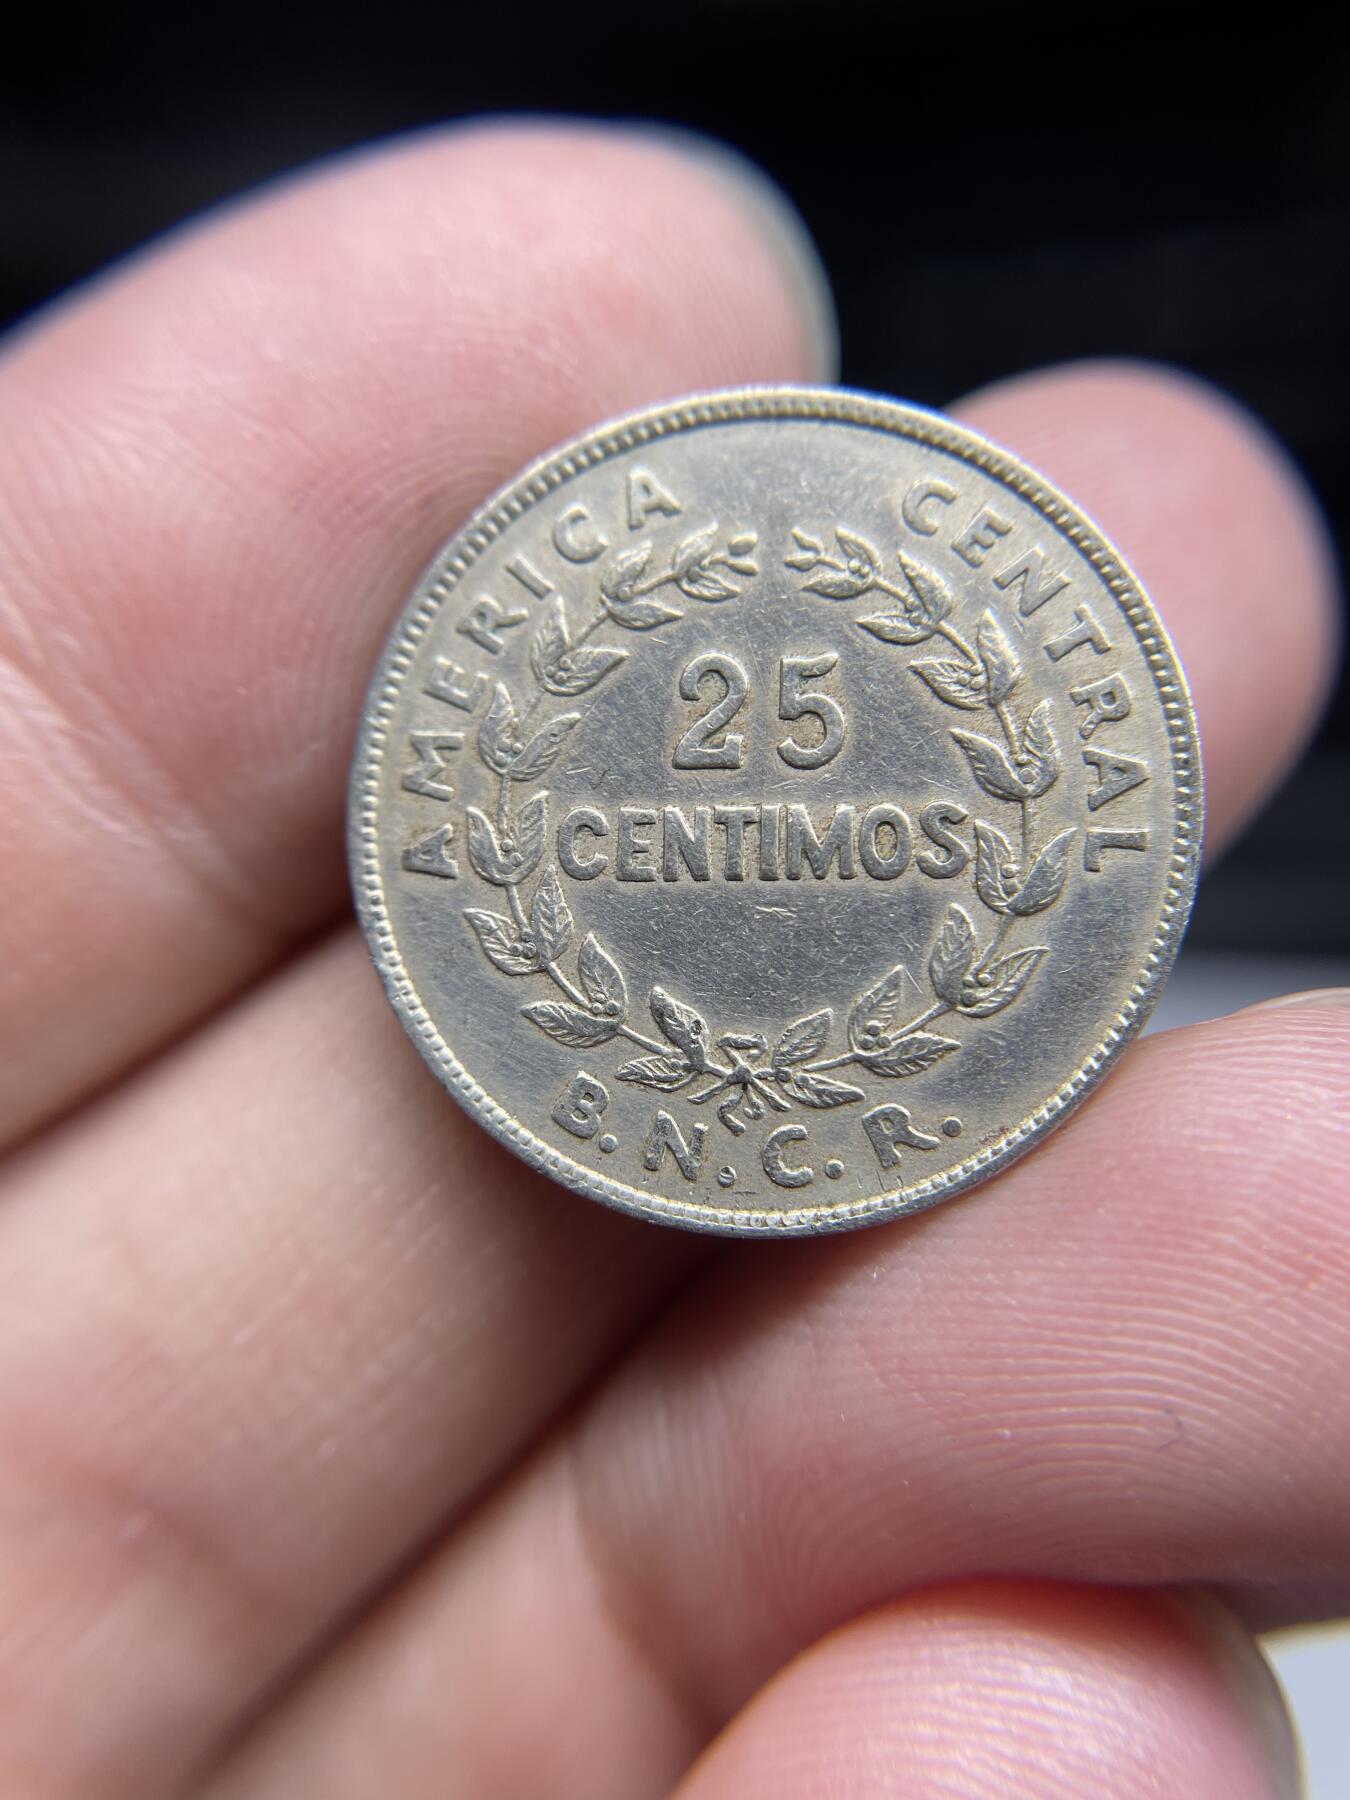 AMERICA CENTRAL
25
CENTIMOS
B.N.C.R.